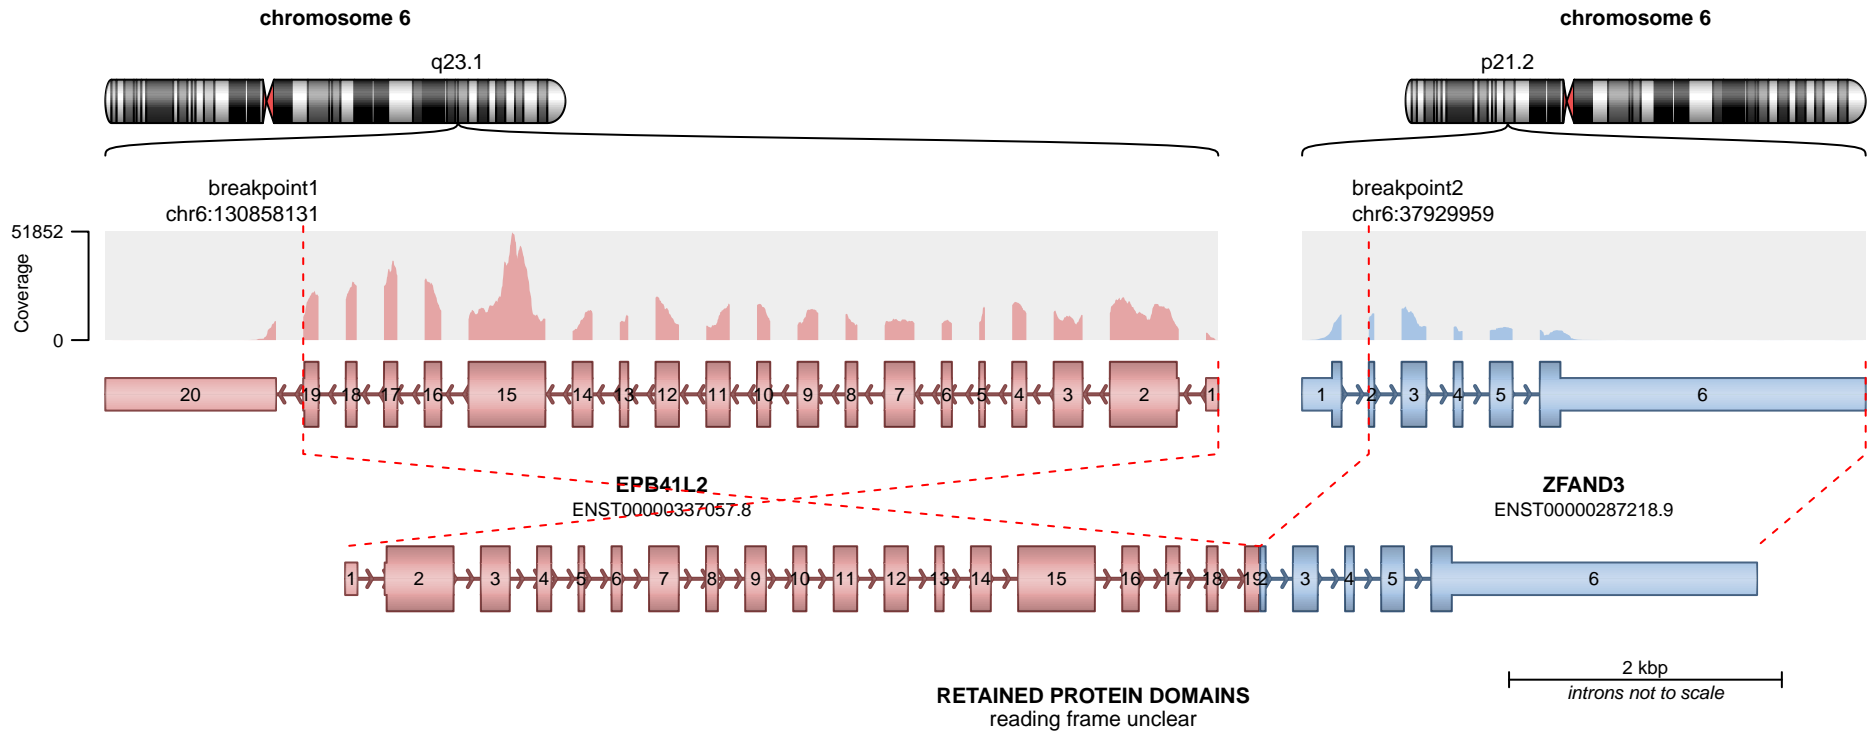 chromosome 6
chromosome 6
q23.1
p21.2
breakpoint1
chr6:130858131
breakpoint2
chr6:37929959
51852
Coverage
0
20 19 18 17 16 15 14 13 12 11 10 9 8 7 6 5 4 3 2 1
1 2 3 4 5 6
EPB41L2
ENST00000337057.8
ZFAND3
ENST00000287218.9
1 2 3 4 5 6 7 8 9 10 11 12 13 14 15 16 17 18 19 2 3 4 5 6
2 kbp
introns not to scale
RETAINED PROTEIN DOMAINS
reading frame unclear